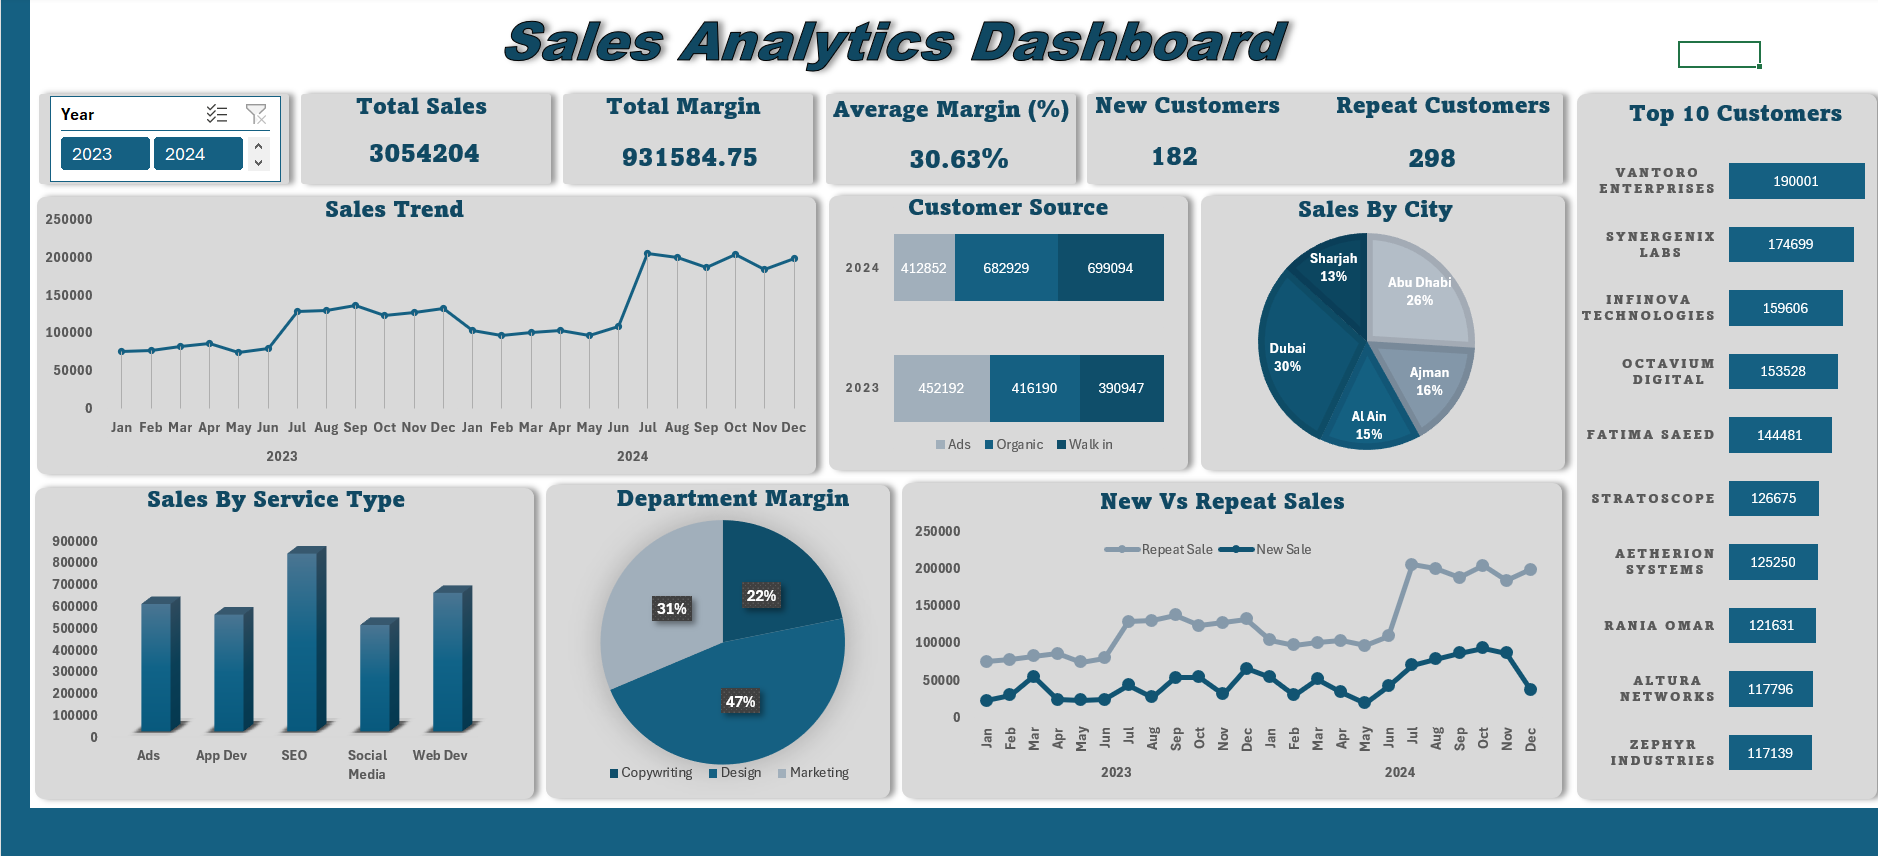 Sales Analytics Dashboard
Year
2023
2024
Total Sales
3054204
Total Margin
931584.75
Average Margin (%)
30.63%
New Customers
182
Repeat Customers
298
Sales Trend
250000
200000
150000
100000
50000
0
Jan Feb Mar Apr May Jun Jul Aug Sep Oct Nov Dec Jan Feb Mar Apr May Jun Jul Aug Sep Oct Nov Dec
2023 2024
Customer Source
2024 412852 682929 699094
2023 452192 416190 390947
Ads Organic Walk in
Sales By City
Sharjah
13%
Abu Dhabi
26%
Dubai
30%
Ajman
16%
Al Ain
15%
Sales By Service Type
900000
800000
700000
600000
500000
400000
300000
200000
100000
0
Ads App Dev SEO Social Media Web Dev
Department Margin
31%
22%
47%
Copywriting Design Marketing
New Vs Repeat Sales
Repeat Sale New Sale
250000
200000
150000
100000
50000
0
Jan Feb Mar Apr May Jun Jul Aug Sep Oct Nov Dec Jan Feb Mar Apr May Jun Jul Aug Sep Oct Nov Dec
2023 2024
Top 10 Customers
VANTORO
ENTERPRISES
190001
SYNERGENIX
LABS
174699
INFINOVA
TECHNOLOGIES
159606
OCTAVIUM
DIGITAL
153528
FATIMA SAEED
144481
STRATOSCOPE
126675
AETHERION
SYSTEMS
125250
RANIA OMAR
121631
ALTURA
NETWORKS
117796
ZEPHYR
INDUSTRIES
117139